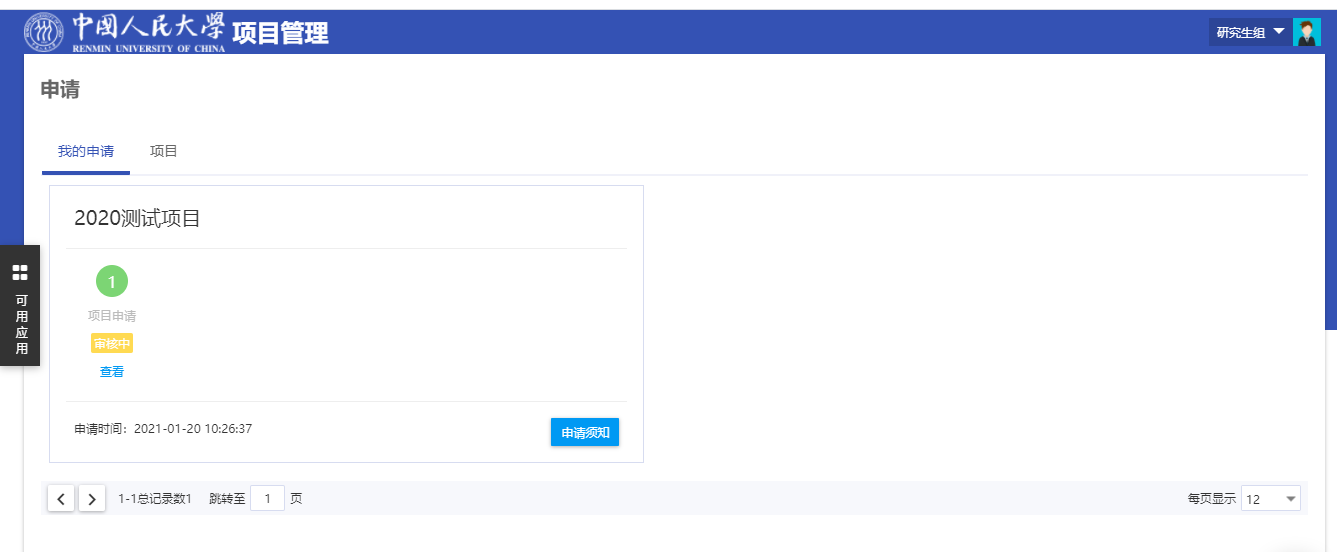 中国人民大学 项目管理
RENMIN UNIVERSITY OF CHINA
研究生组
申请
我的申请 项目
2020测试项目
1
项目申请
审核中
查看
可用应用
申请时间：2021-01-20 10:26:37
申请须知
1-1总记录数1 跳转至 1 页
每页显示 12